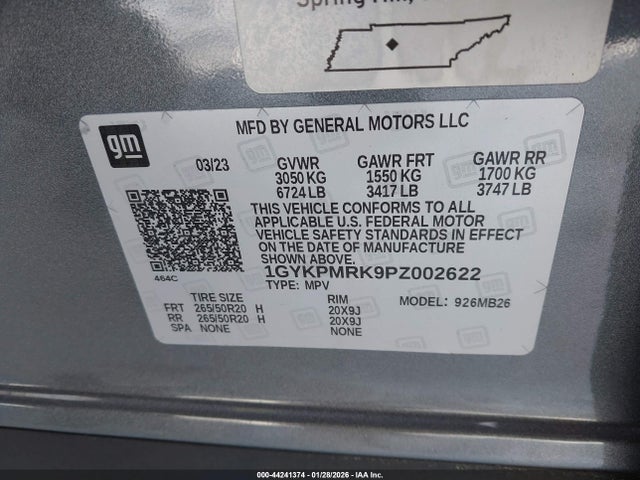 Spring Hill,
gm
MFD BY GENERAL MOTORS LLC
03/23 GVWR GAWR FRT GAWR RR
3050 KG 1550 KG 1700 KG
6724 LB 3417 LB 3747 LB
THIS VEHICLE CONFORMS TO ALL
APPLICABLE U.S. FEDERAL MOTOR
VEHICLE SAFETY STANDARDS IN EFFECT
ON THE DATE OF MANUFACTURE
SHOWN ABOVE.
1GYKPMRK9PZ002622
464C
TYPE: MPV
TIRE SIZE RIM MODEL: 926MB26
FRT 265/50R20 H 20X9J
RR 265/50R20 H 20X9J
SPA NONE NONE
000-44241374 | 01/28/2026 - IAA Inc.